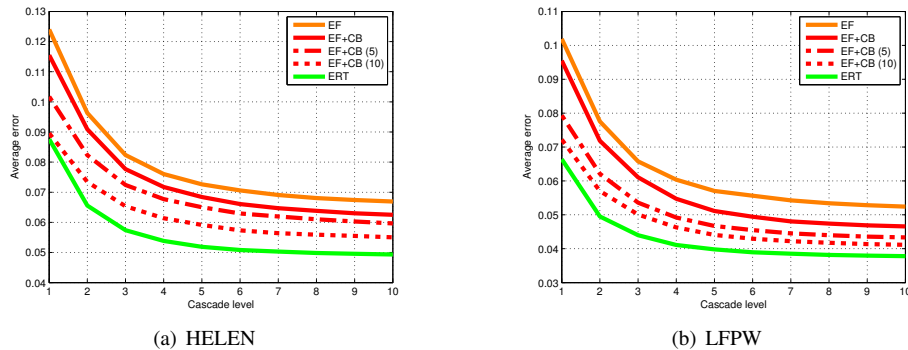 0.13
0.12
0.11
0.1
0.09
0.08
0.07
0.06
0.05
0.04
Average error
1 2 3 4 5 6 7 8 9 10
Cascade level
EF
EF+CB
EF+CB (5)
EF+CB (10)
ERT
(a) HELEN
0.11
0.1
0.09
0.08
0.07
0.06
0.05
0.04
0.03
Average error
1 2 3 4 5 6 7 8 9 10
Cascade level
EF
EF+CB
EF+CB (5)
EF+CB (10)
ERT
(b) LFPW